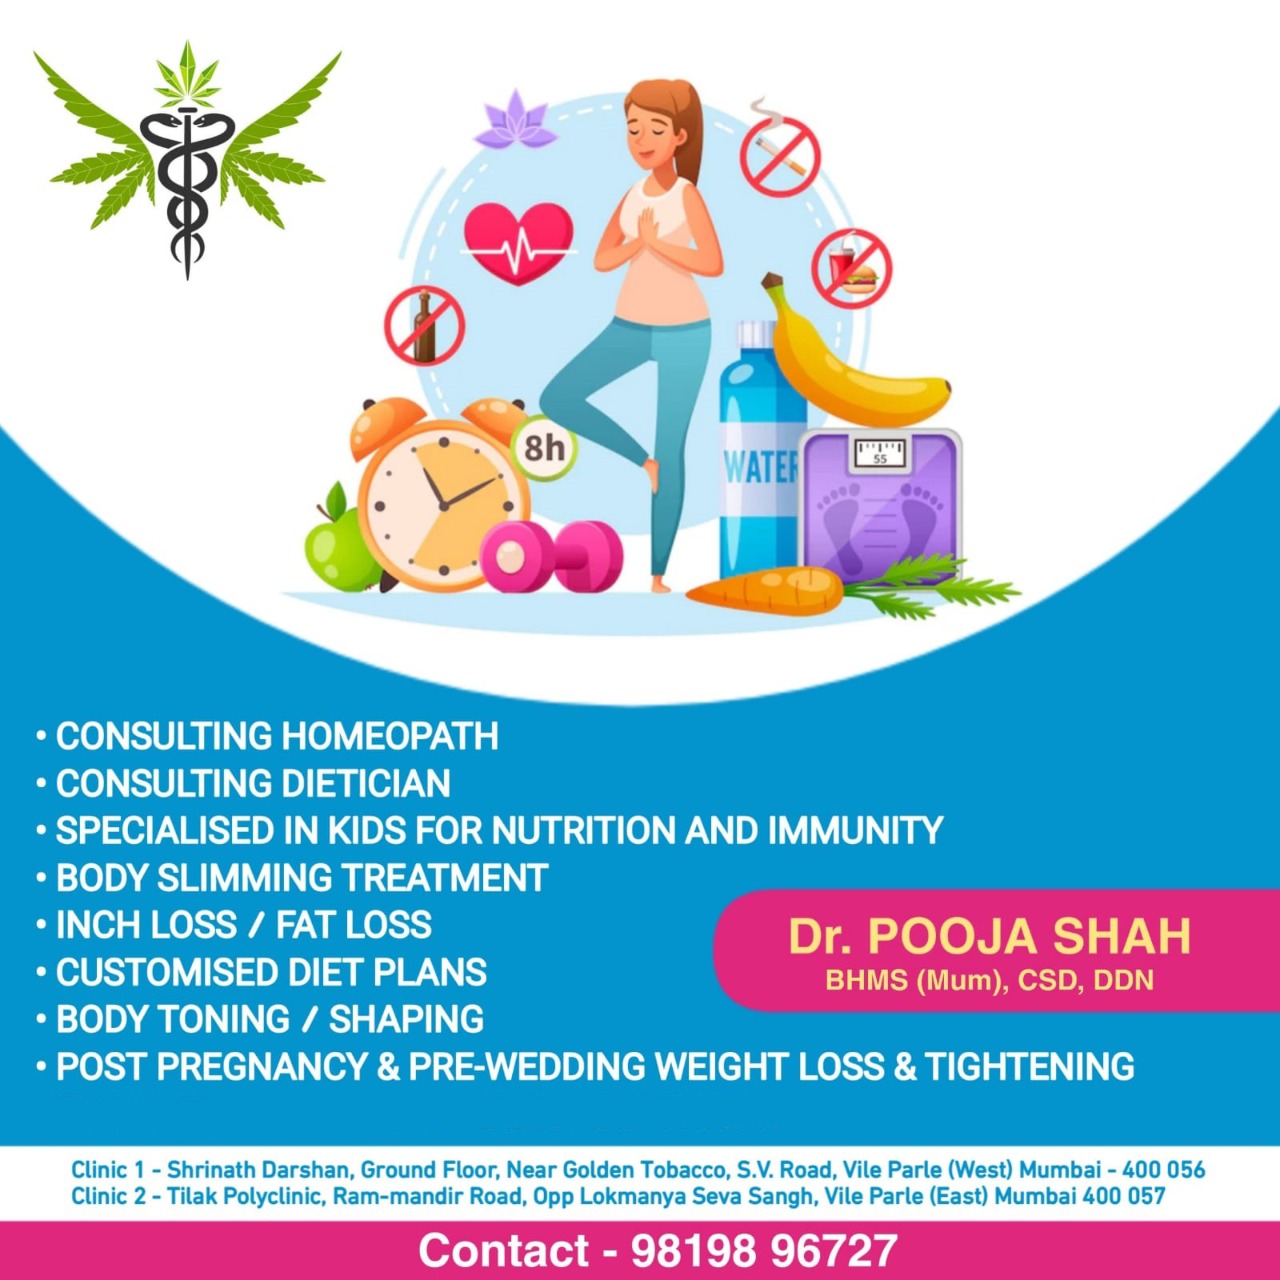 8h
WATER
55
• CONSULTING HOMEOPATH
• CONSULTING DIETICIAN
• SPECIALISED IN KIDS FOR NUTRITION AND IMMUNITY
• BODY SLIMMING TREATMENT
• INCH LOSS / FAT LOSS
• CUSTOMISED DIET PLANS
• BODY TONING / SHAPING
• POST PREGNANCY & PRE-WEDDING WEIGHT LOSS & TIGHTENING
Dr. POOJA SHAH
BHMS (Mum), CSD, DDN
Clinic 1 - Shrinath Darshan, Ground Floor, Near Golden Tobacco, S.V. Road, Vile Parle (West) Mumbai - 400 056
Clinic 2 - Tilak Polyclinic, Ram-mandir Road, Opp Lokmanya Seva Sangh, Vile Parle (East) Mumbai 400 057
Contact - 98198 96727